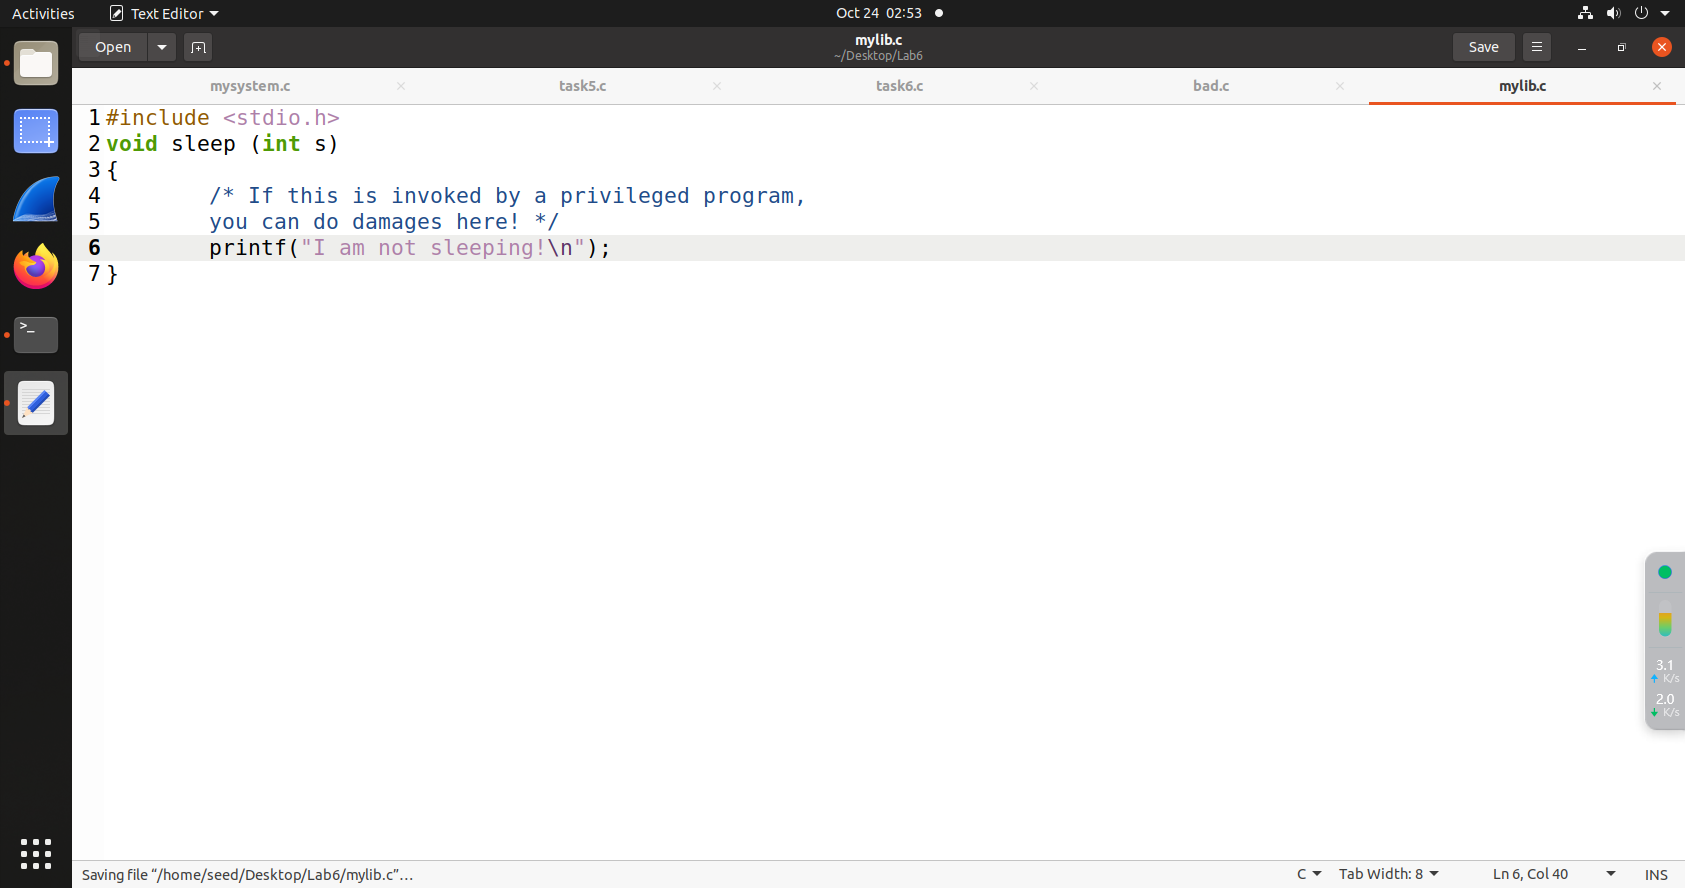 Activities Text Editor Oct 24 02:53
Open mylib.c Save
~/Desktop/Lab6
mysystem.c task5.c task6.c bad.c mylib.c
1 #include <stdio.h>
2 void sleep (int s)
3 {
4 /* If this is invoked by a privileged program,
5 you can do damages here! */
6 printf("I am not sleeping!\n");
7 }
>_
3.1
K/s
2.0
K/s
Saving file “/home/seed/Desktop/Lab6/mylib.c”… C Tab Width: 8 Ln 6, Col 40 INS